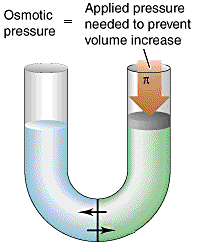 Osmotic
pressure
=
Applied pressure
needed to prevent
volume increase
π